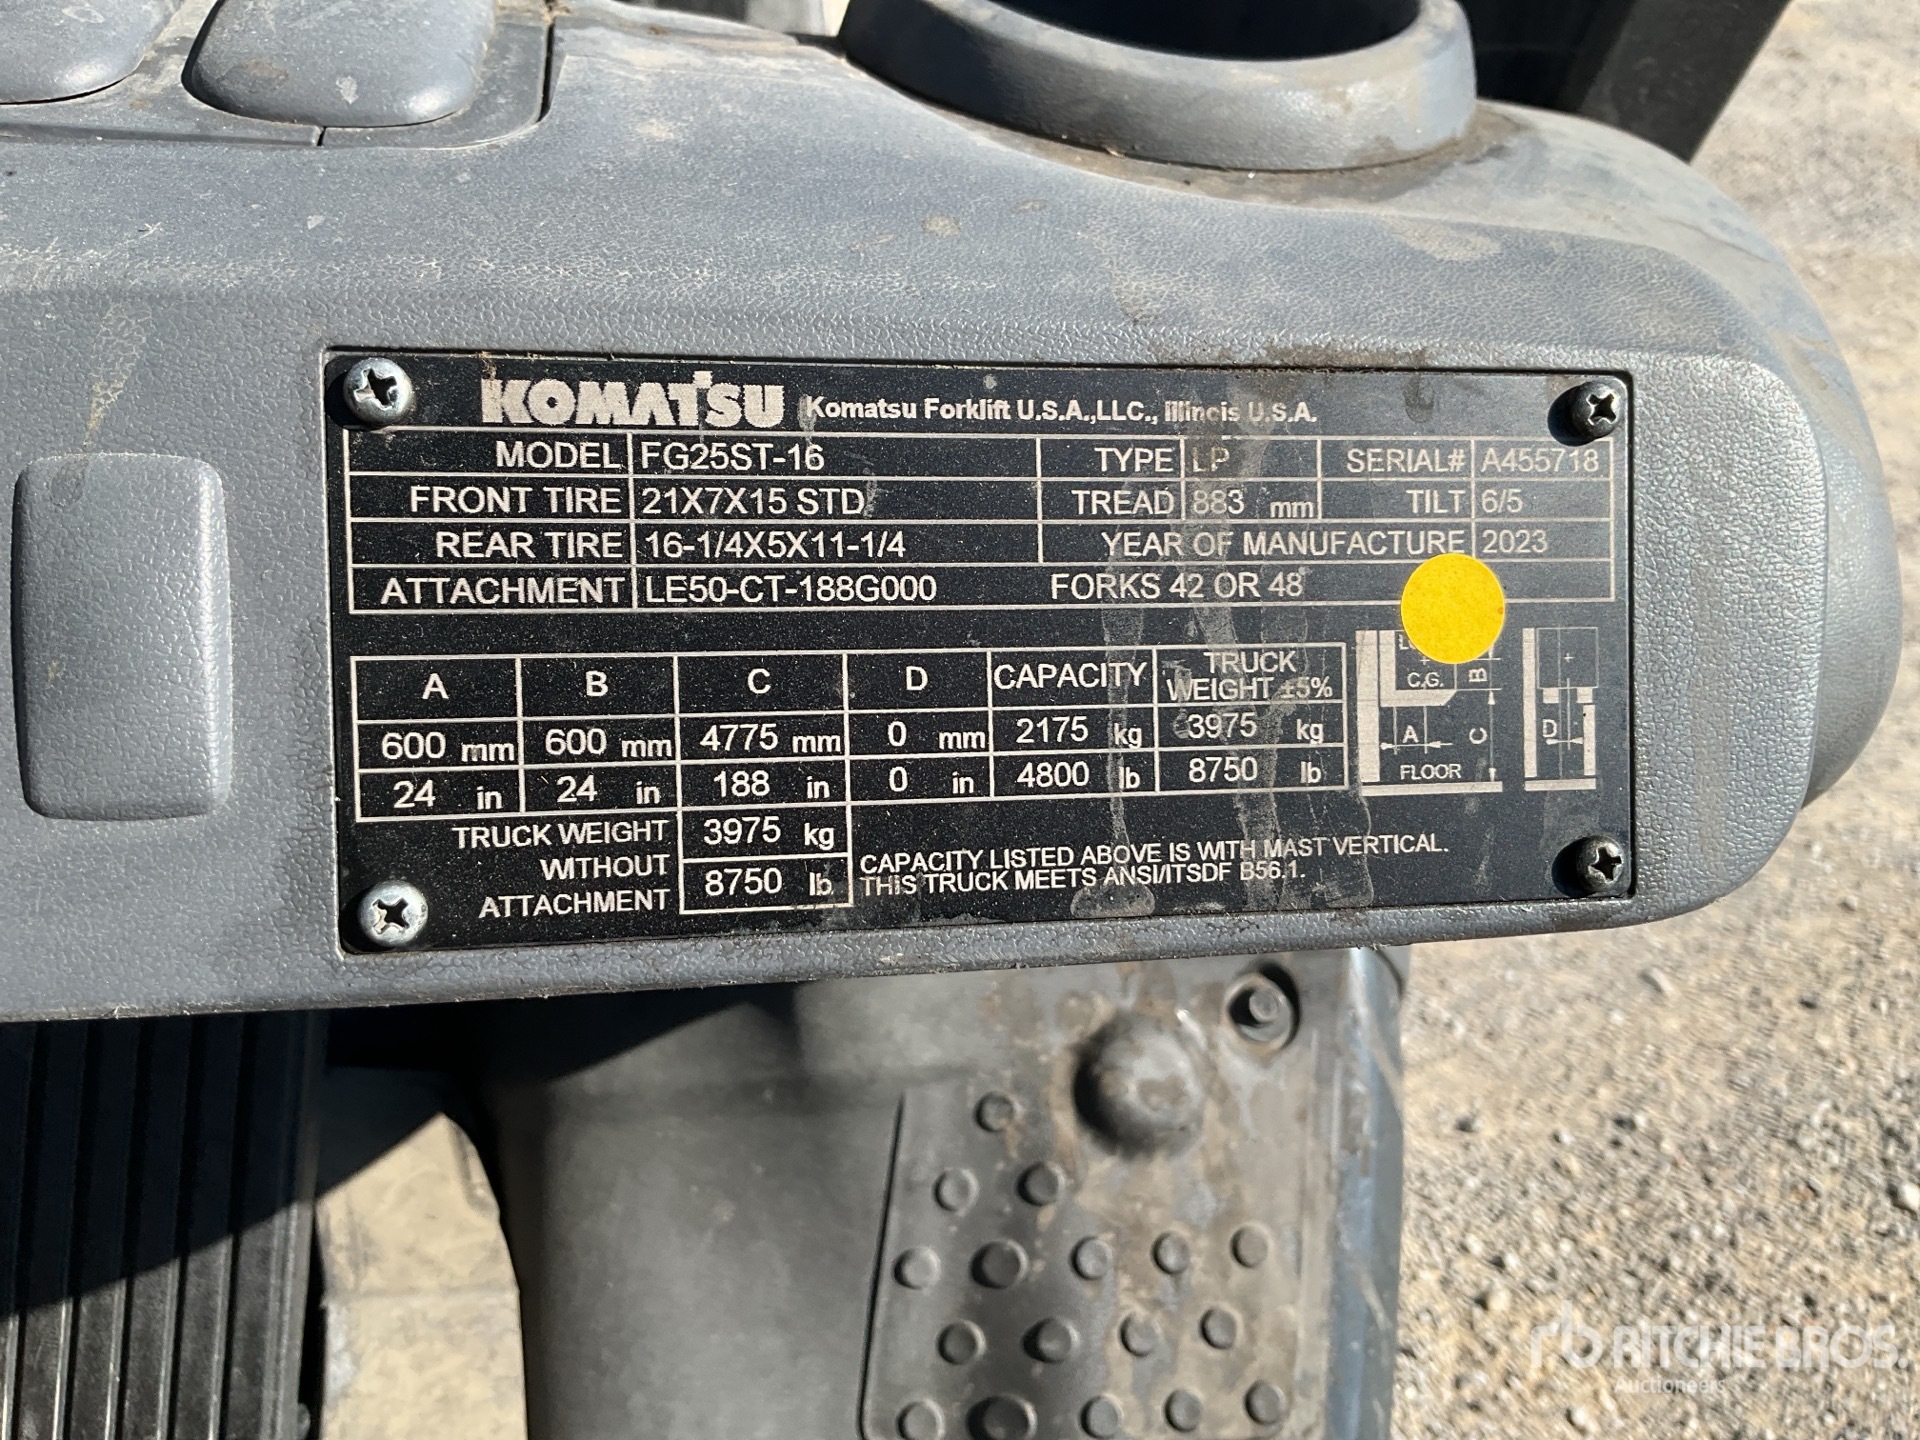 KOMATSU Komatsu Forklift U.S.A.,LLC., Illinois U.S.A.
MODEL FG25ST-16 TYPE LP SERIAL# A455718
FRONT TIRE 21X7X15 STD TREAD 883 mm TILT 6/5
REAR TIRE 16-1/4X5X11-1/4 YEAR OF MANUFACTURE 2023
ATTACHMENT LE50-CT-188G000 FORKS 42 OR 48
A B C D CAPACITY TRUCK WEIGHT ±5%
600 mm 600 mm 4775 mm 0 mm 2175 kg 3975 kg
24 in 24 in 188 in 0 in 4800 lb 8750 lb
TRUCK WEIGHT WITHOUT ATTACHMENT 3975 kg
8750 lb
CAPACITY LISTED ABOVE IS WITH MAST VERTICAL.
THIS TRUCK MEETS ANSI/ITSDF B56.1.
C.G. B
A C D
FLOOR
rb RITCHIE BROS.
Auctioneers